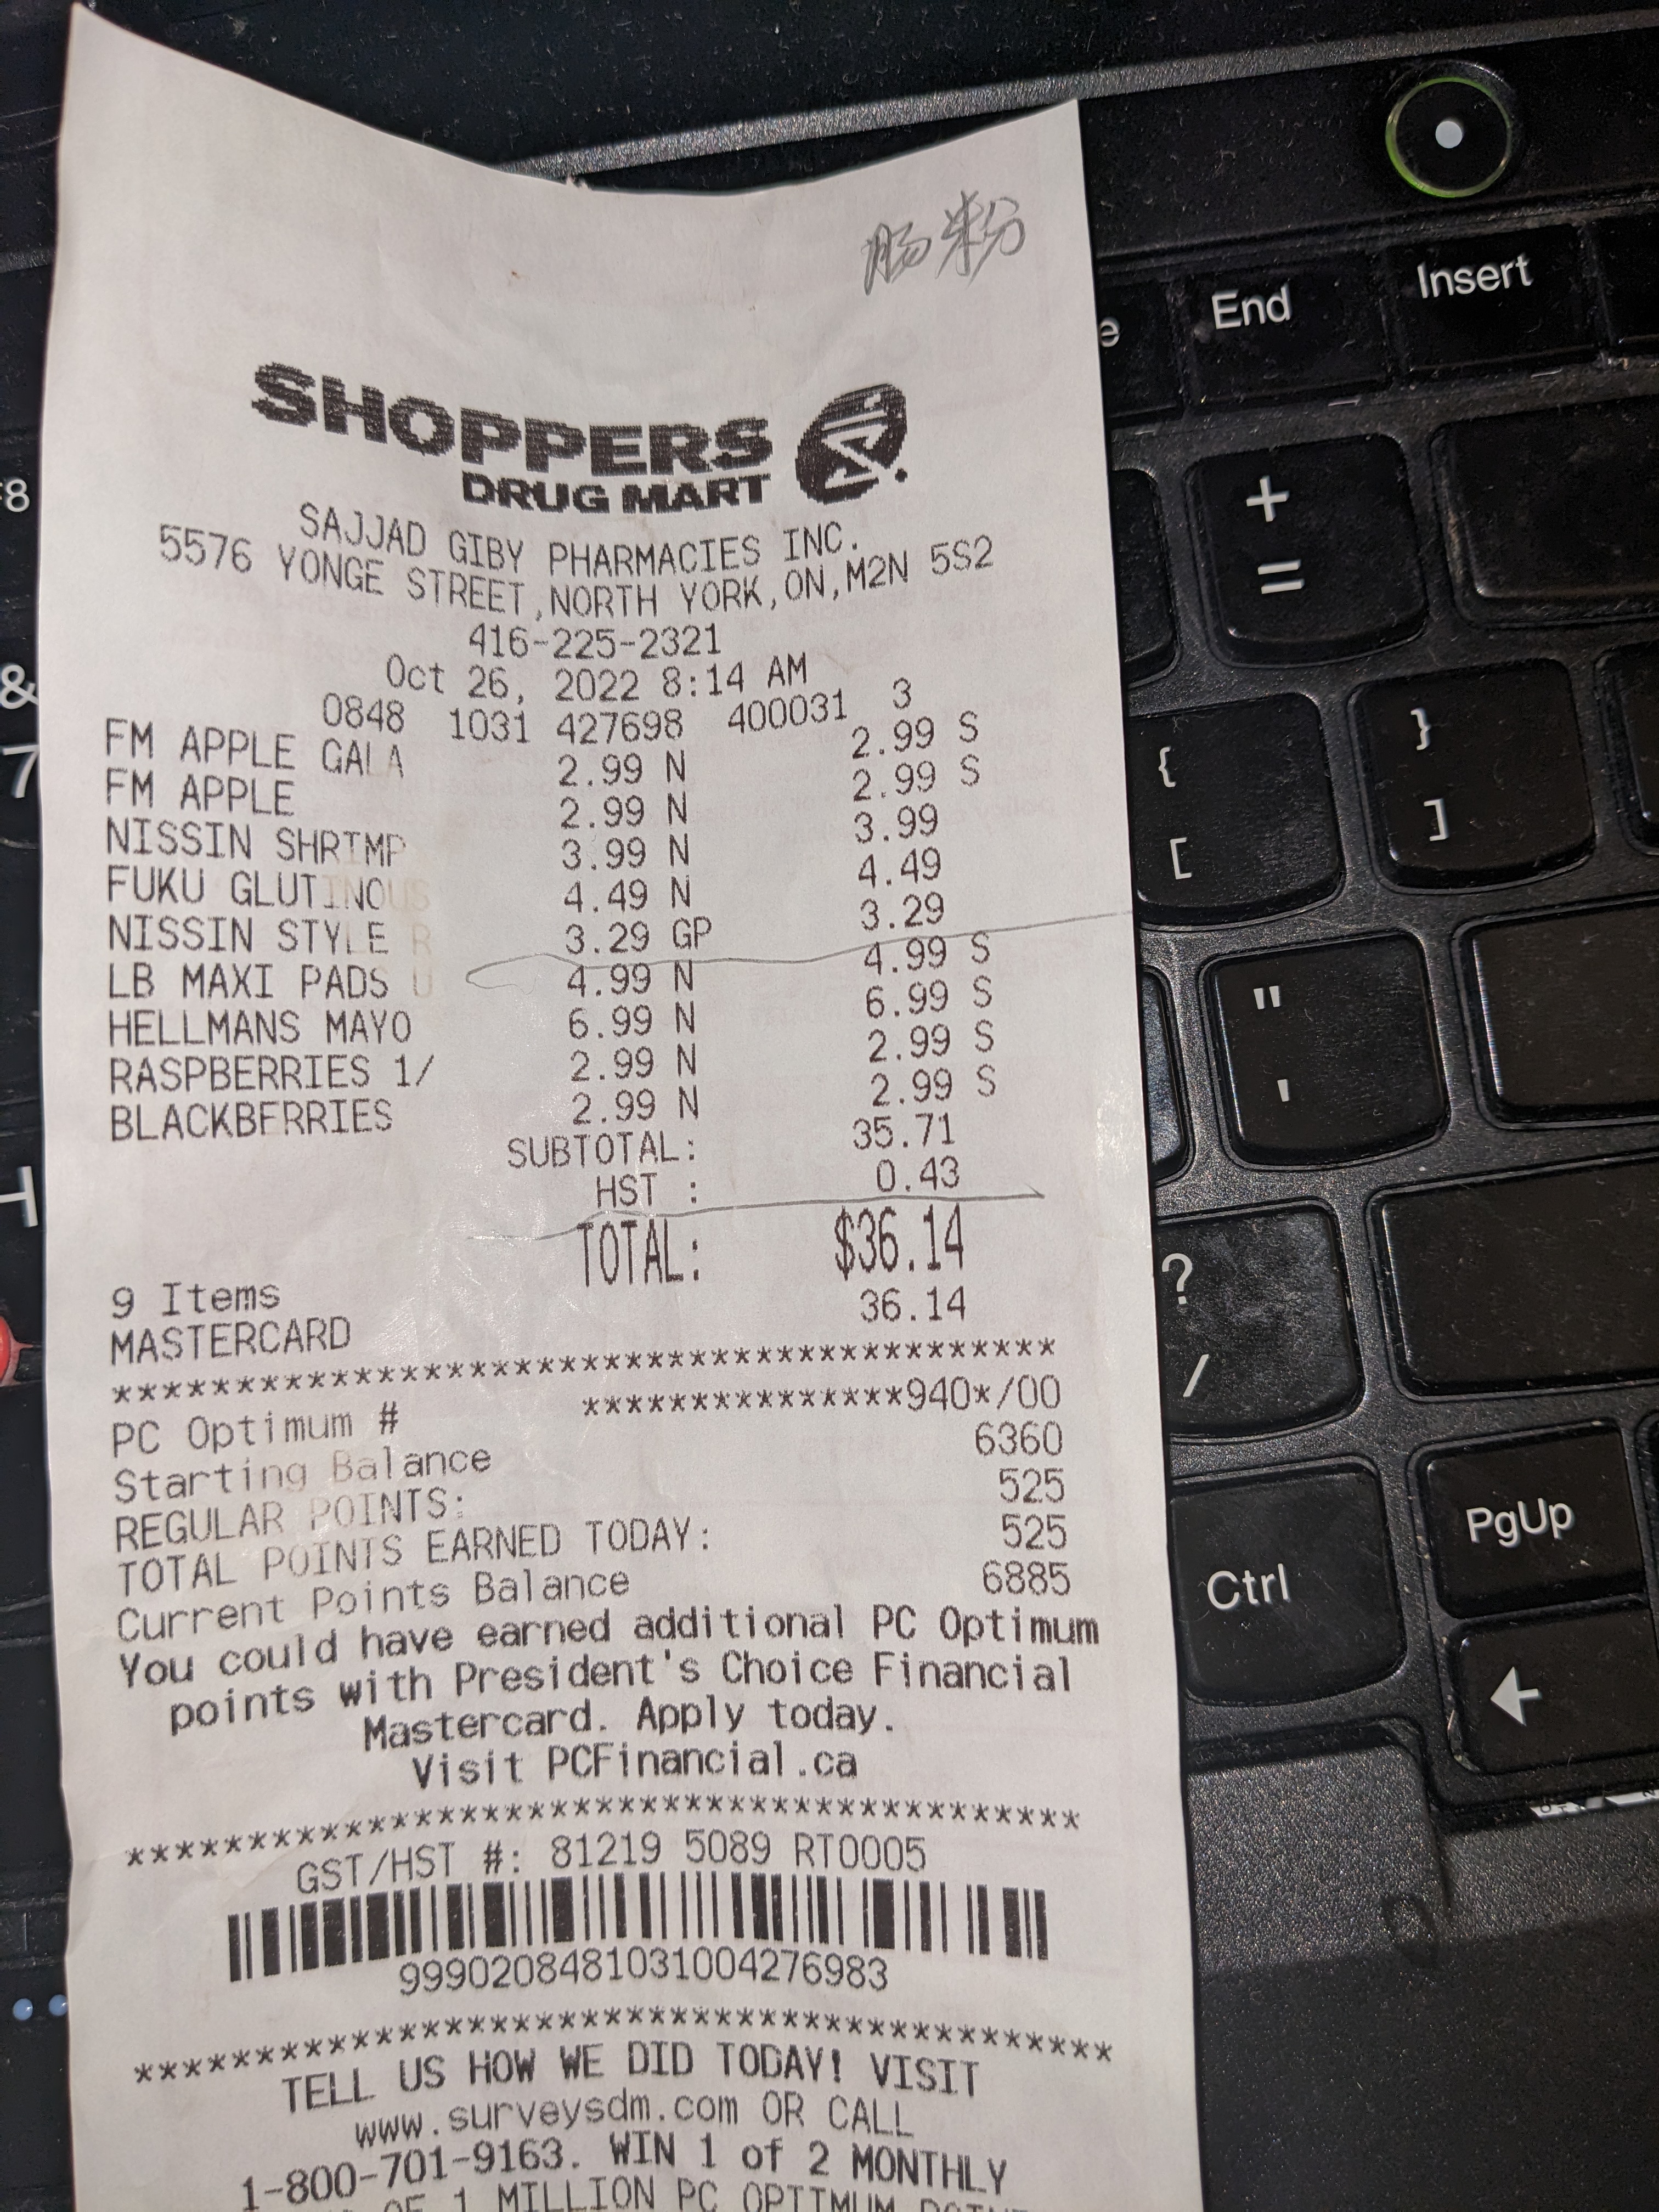 肠粉
SHOPPERS
DRUG MART
SAJJAD GIBY PHARMACIES INC.
5576 YONGE STREET,NORTH YORK,ON,M2N 5S2
416-225-2321
Oct 26, 2022 8:14 AM
0848 1031 427698 400031 3
FM APPLE GALA 2.99 N 2.99 S
FM APPLE 2.99 N 2.99 S
NISSIN SHRIMP 3.99 N 3.99
FUKU GLUTINOUS 4.49 N 4.49
NISSIN STYLE R 3.29 GP 3.29
LB MAXI PADS U 4.99 N 4.99 S
HELLMANS MAYO 6.99 N 6.99 S
RASPBERRIES 1/ 2.99 N 2.99 S
BLACKBERRIES 2.99 N 2.99 S
SUBTOTAL: 35.71
HST : 0.43
TOTAL: $36.14
9 Items
MASTERCARD 36.14
**************************************
PC Optimum # **************940*/00
Starting Balance 6360
REGULAR POINTS: 525
TOTAL POINTS EARNED TODAY: 525
Current Points Balance 6885
You could have earned additional PC Optimum
points with President's Choice Financial
Mastercard. Apply today.
Visit PCFinancial.ca
**************************************
GST/HST #: 81219 5089 RT0005
9990208481031004276983
**************************************
TELL US HOW WE DID TODAY! VISIT
www.surveysdm.com OR CALL
1-800-701-9163. WIN 1 of 2 MONTHLY
OF 1 MILLION PC OPTIMUM
e
End
Insert
F8
&
7
+
=
{
[
}
]
"
'
?
/
Ctrl
PgUp
←